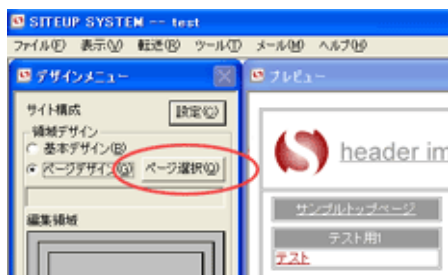 SITEUP SYSTEM -- test
ファイル(F) 表示(V) 転送(R) ツール(T) メール(M) ヘルプ(H)
デザインメニュー
プレビュー
サイト構成
設定(C)
領域デザイン
基本デザイン(B)
ページデザイン(G)
ページ選択(Q)
編集領域
header im
サンプルトップページ
テスト用1
テスト